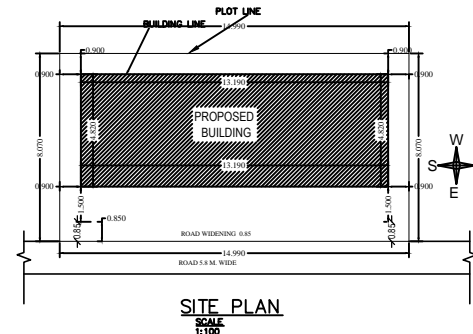 PLOT LINE
BUILDING LINE
14.990
0.900
0.900
0.900
0.900
13.190
4.820
PROPOSED
BUILDING
4.820
8.070
8.070
13.190
W
S
E
0.900
0.900
1.500
1.500
0.850
0.85
0.85
ROAD WIDENING 0.85
14.990
ROAD 5.8 M. WIDE
SITE PLAN
SCALE
1:100